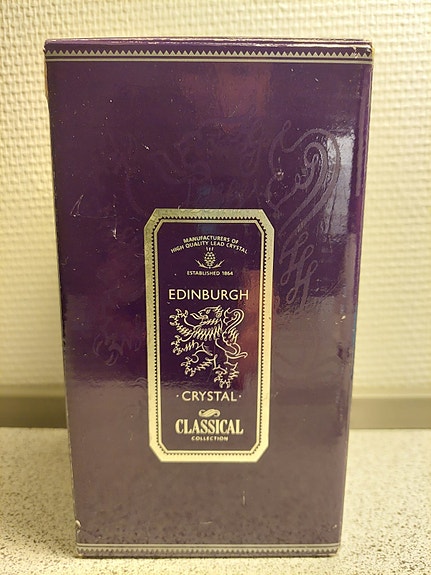 MANUFACTURERS OF
HIGH QUALITY LEAD CRYSTAL
ESTABLISHED 1864
EDINBURGH
· CRYSTAL ·
CLASSICAL
COLLECTION